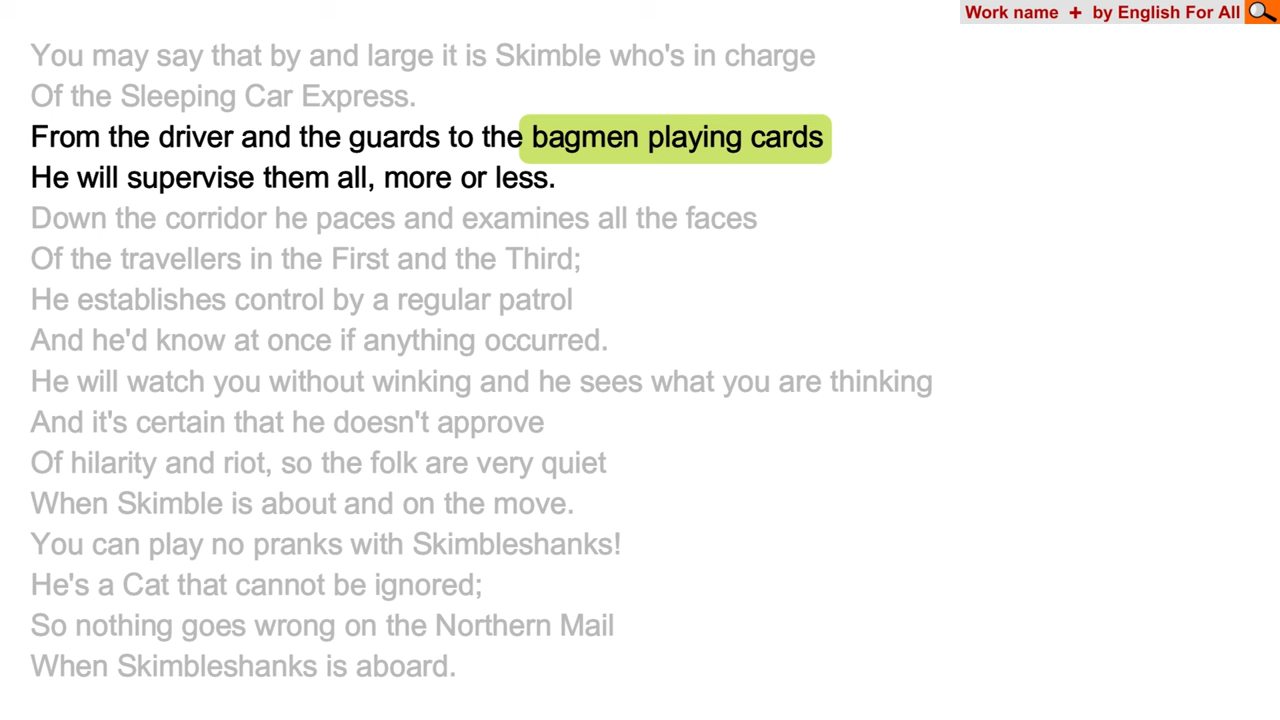 Work name + by English For All
You may say that by and large it is Skimble who's in charge
Of the Sleeping Car Express.
From the driver and the guards to the bagmen playing cards
He will supervise them all, more or less.
Down the corridor he paces and examines all the faces
Of the travellers in the First and the Third;
He establishes control by a regular patrol
And he'd know at once if anything occurred.
He will watch you without winking and he sees what you are thinking
And it's certain that he doesn't approve
Of hilarity and riot, so the folk are very quiet
When Skimble is about and on the move.
You can play no pranks with Skimbleshanks!
He's a Cat that cannot be ignored;
So nothing goes wrong on the Northern Mail
When Skimbleshanks is aboard.